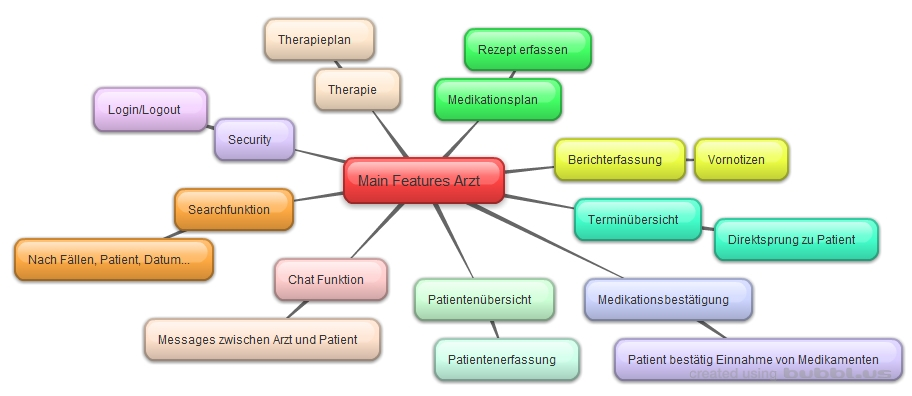 Therapieplan
Therapie
Rezept erfassen
Medikationsplan
Login/Logout
Security
Main Features Arzt
Berichterfassung
Vornotizen
Searchfunktion
Nach Fällen, Patient, Datum...
Terminübersicht
Direktsprung zu Patient
Chat Funktion
Messages zwischen Arzt und Patient
Patientenübersicht
Patientenerfassung
Medikationsbestätigung
Patient bestätig Einnahme von Medikamenten
created using bubbl.us